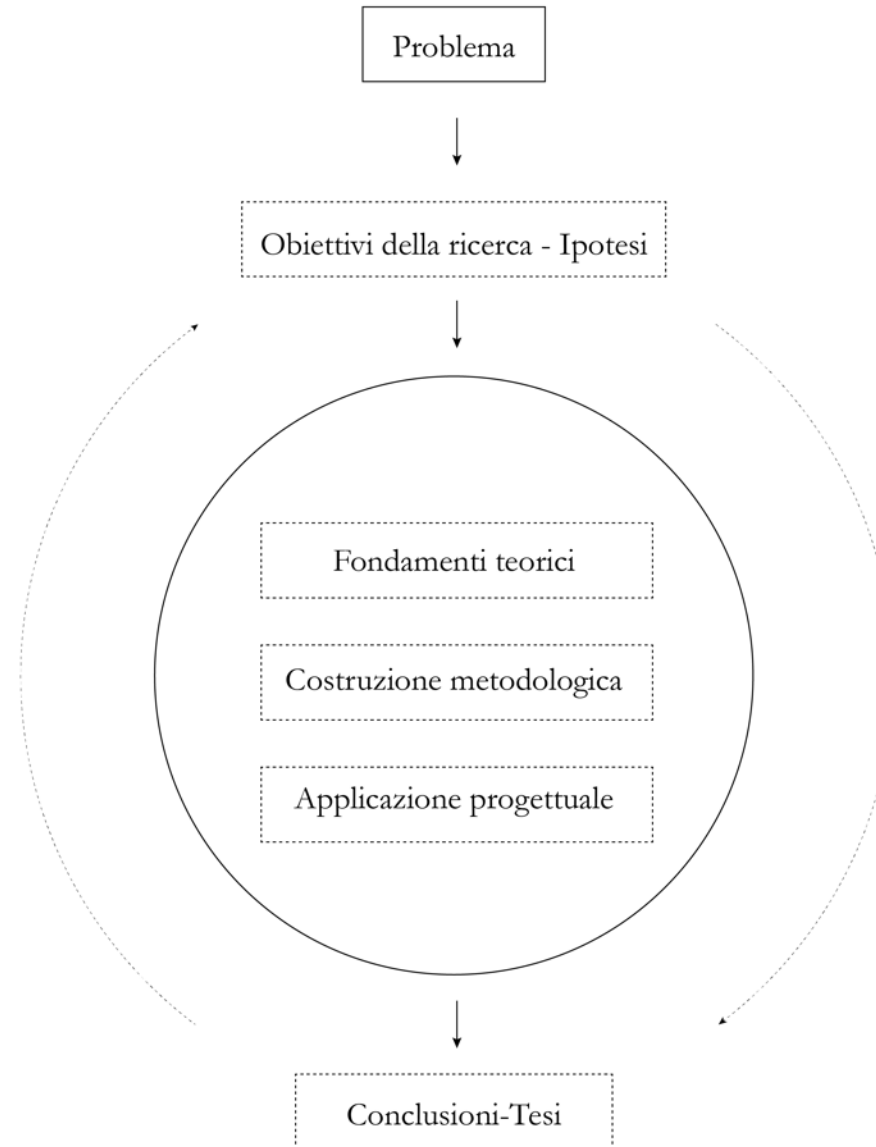 Problema
Obiettivi della ricerca - Ipotesi
Fondamenti teorici
Costruzione metodologica
Applicazione progettuale
Conclusioni-Tesi